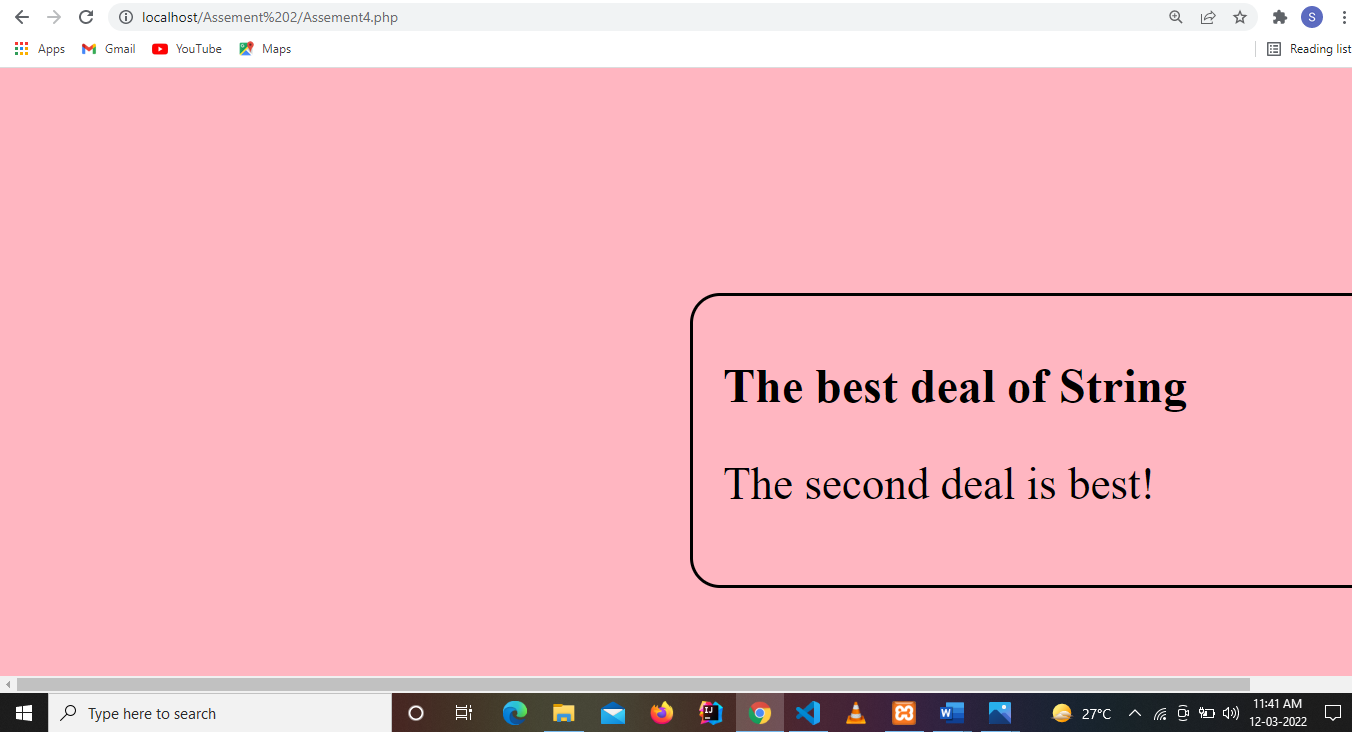 localhost/Assement%202/Assement4.php
S
Apps Gmail YouTube Maps Reading list
The best deal of String
The second deal is best!
Type here to search
27°C
11:41 AM
12-03-2022